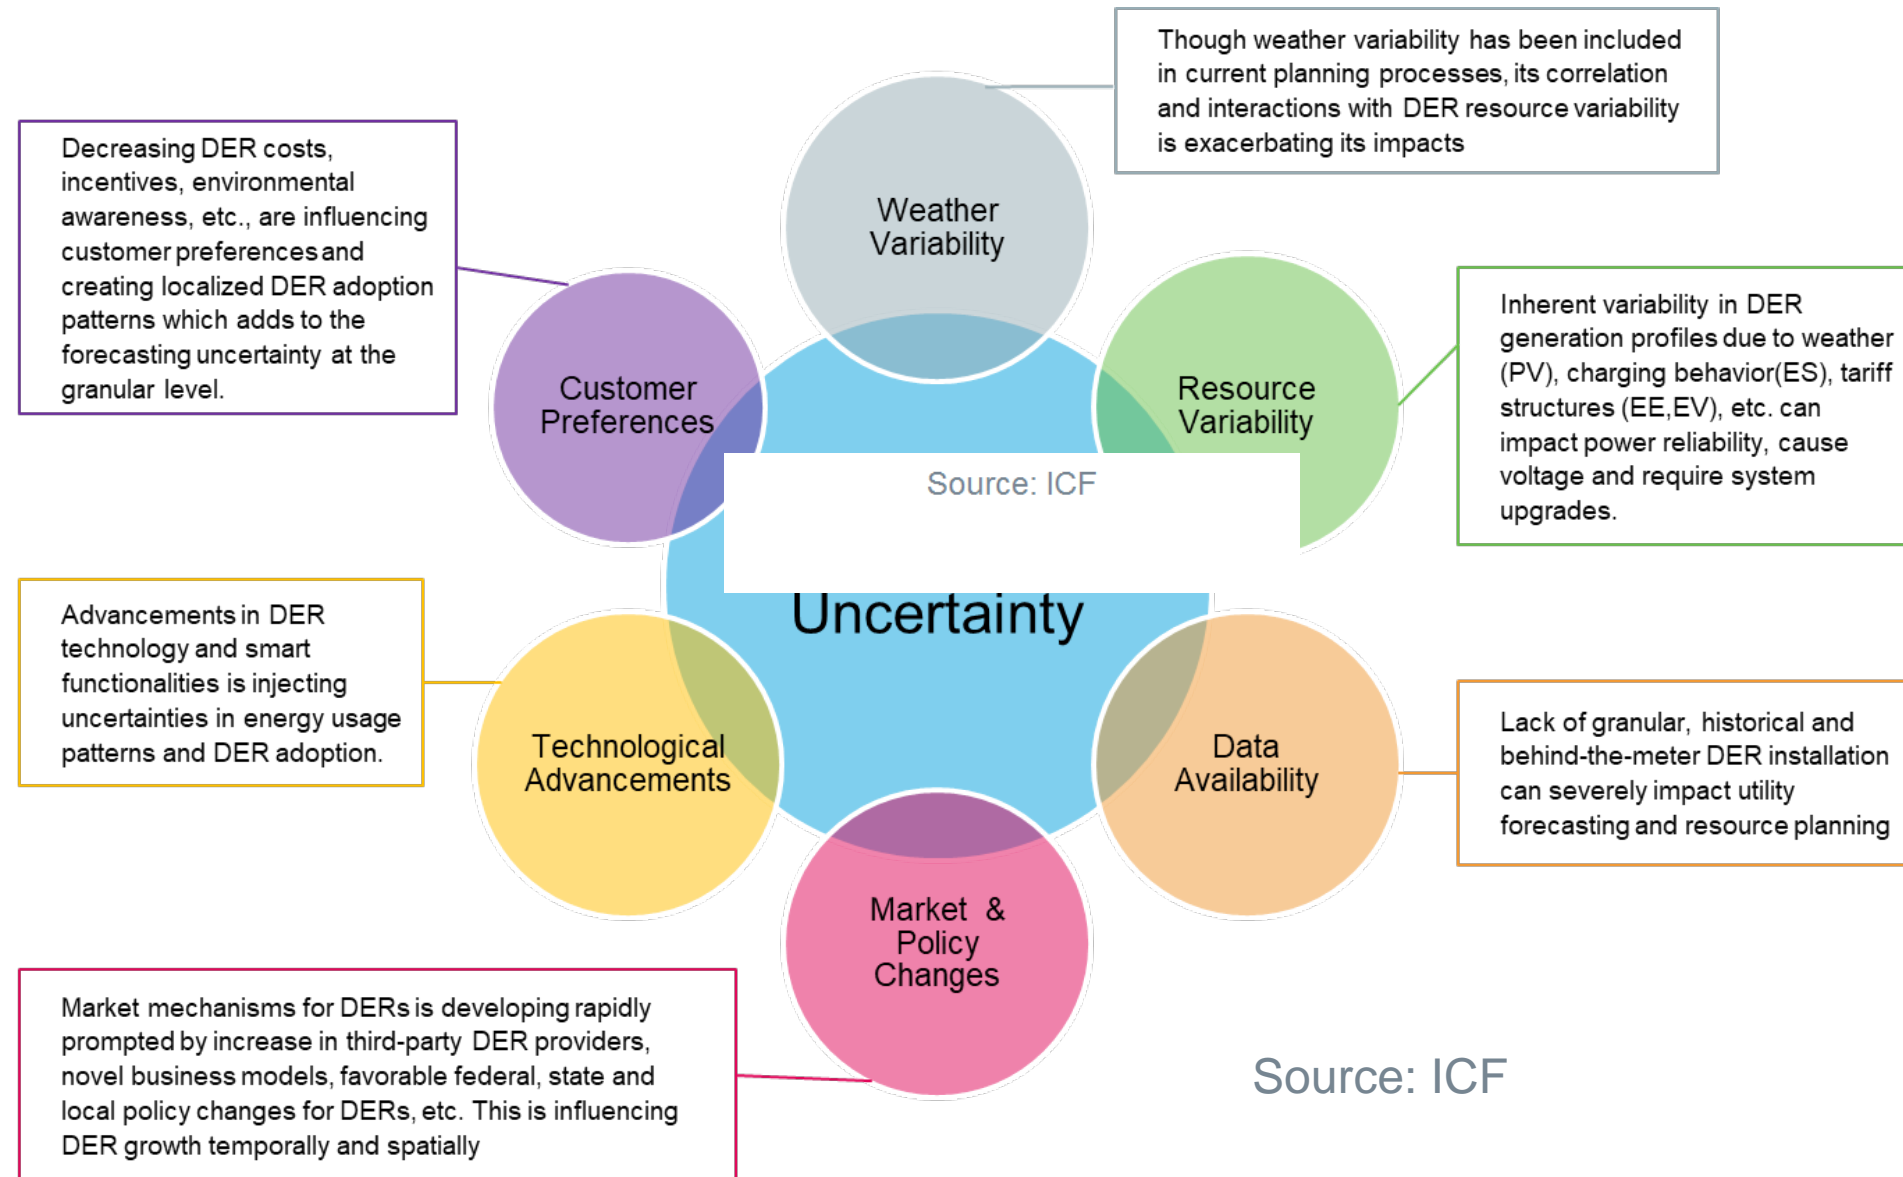 Though weather variability has been included
in current planning processes, its correlation
and interactions with DER resource variability
is exacerbating its impacts
Decreasing DER costs,
incentives, environmental
awareness, etc., are influencing
customer preferences and
creating localized DER adoption
patterns which adds to the
forecasting uncertainty at the
granular level.
Weather
Variability
Customer
Preferences
Resource
Variability
Inherent variability in DER
generation profiles due to weather
(PV), charging behavior(ES), tariff
structures (EE,EV), etc. can
impact power reliability, cause
voltage and require system
upgrades.
Source: ICF
Uncertainty
Advancements in DER
technology and smart
functionalities is injecting
uncertainties in energy usage
patterns and DER adoption.
Technological
Advancements
Data
Availability
Lack of granular, historical and
behind-the-meter DER installation
can severely impact utility
forecasting and resource planning
Market &
Policy
Changes
Market mechanisms for DERs is developing rapidly
prompted by increase in third-party DER providers,
novel business models, favorable federal, state and
local policy changes for DERs, etc. This is influencing
DER growth temporally and spatially
Source: ICF